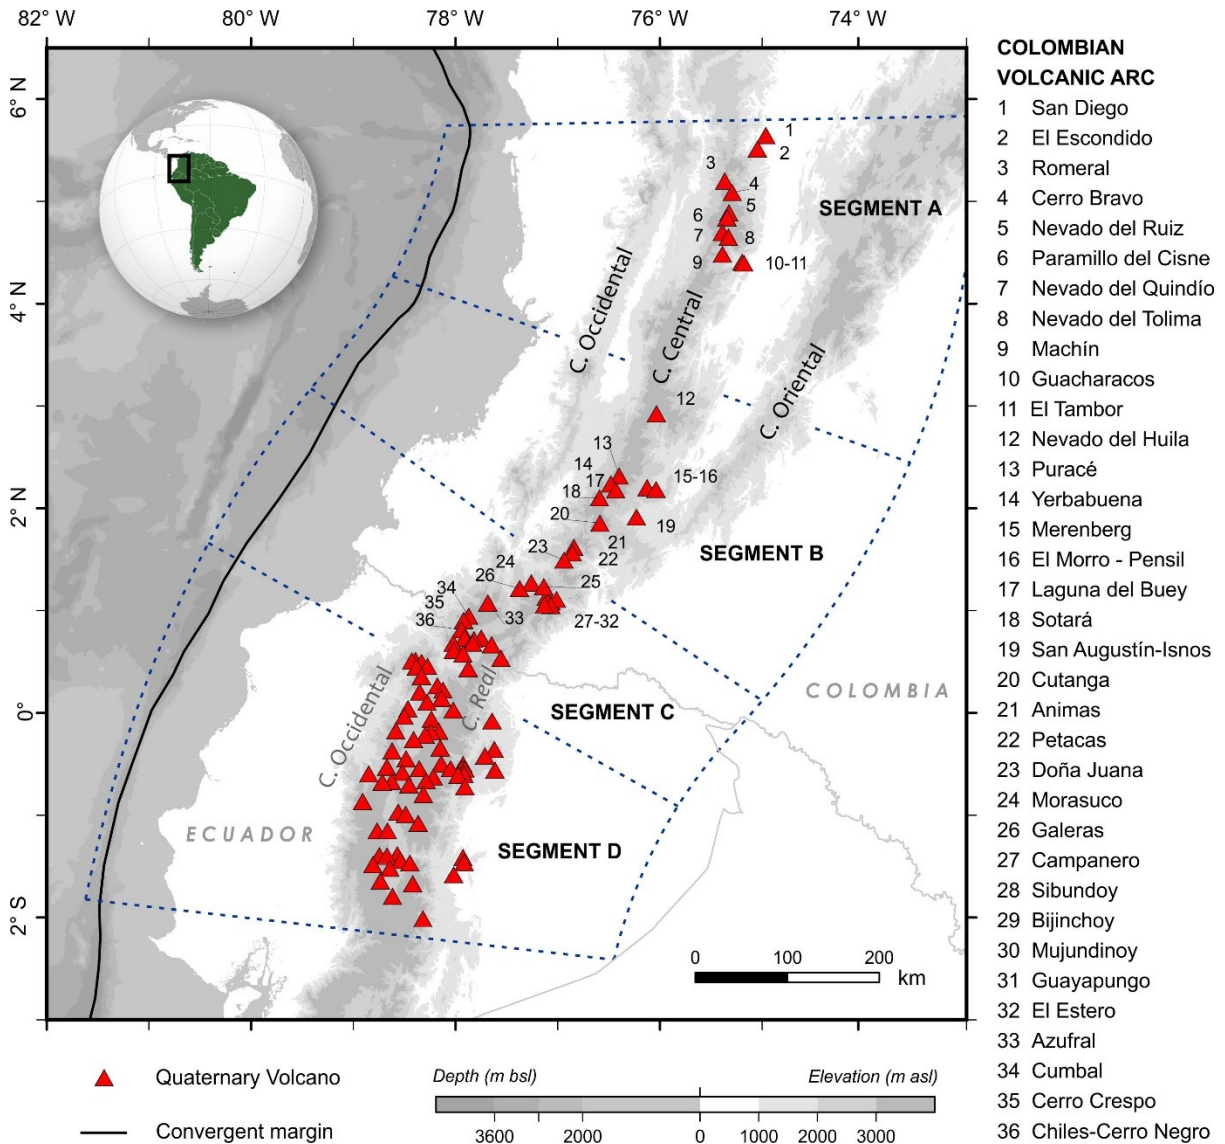 82° W 80° W 78° W 76° W
6° N
4° N
2° N
0°
2° S
1
2
3
4
5
6
7
8
9
10-11
SEGMENT A
C. Occidental
C. Central
C. Oriental
12
13
14
15-16
17
18
19
20
21
22
23
SEGMENT B
24
25
26
27-32
33
34
35
36
COLOMBIA
C. Occidental
C. Real
SEGMENT C
ECUADOR
SEGMENT D
0 100 200
km
COLOMBIAN
VOLCANIC ARC
1 San Diego
2 El Escondido
3 Romeral
4 Cerro Bravo
5 Nevado del Ruiz
6 Paramillo del Cisne
7 Nevado del Quindío
8 Nevado del Tolima
9 Machín
10 Guacharacos
11 El Tambor
12 Nevado del Huila
13 Puracé
14 Yerbabuena
15 Merenberg
16 El Morro - Pensil
17 Laguna del Buey
18 Sotará
19 San Augustín-Isnos
20 Cutanga
21 Animas
22 Petacas
23 Doña Juana
24 Morasuco
26 Galeras
27 Campanero
28 Sibundoy
29 Bijinchoy
30 Mujundinoy
31 Guayapungo
32 El Estero
33 Azufral
34 Cumbal
35 Cerro Crespo
36 Chiles-Cerro Negro
Quaternary Volcano
Convergent margin
Depth (m bsl) Elevation (m asl)
3600 2000 0 1000 2000 3000